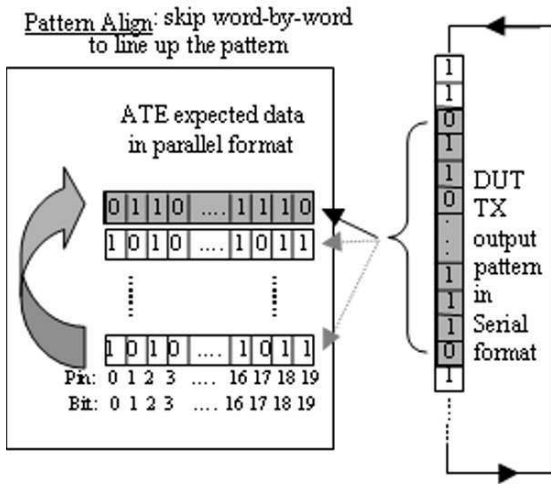 Pattern Align: skip word-by-word
to line up the pattern
ATE expected data
in parallel format
0 1 1 0 .... 1 1 1 0
1 0 1 0 .... 1 0 1 1
1 0 1 0 .... 1 0 1 1
Pin: 0 1 2 3 .... 16 17 18 19
Bit: 0 1 2 3 .... 16 17 18 19
1
1
0
1
1
0
:
:
1
1
1
0
1
DUT
TX
output
pattern
in
Serial
format